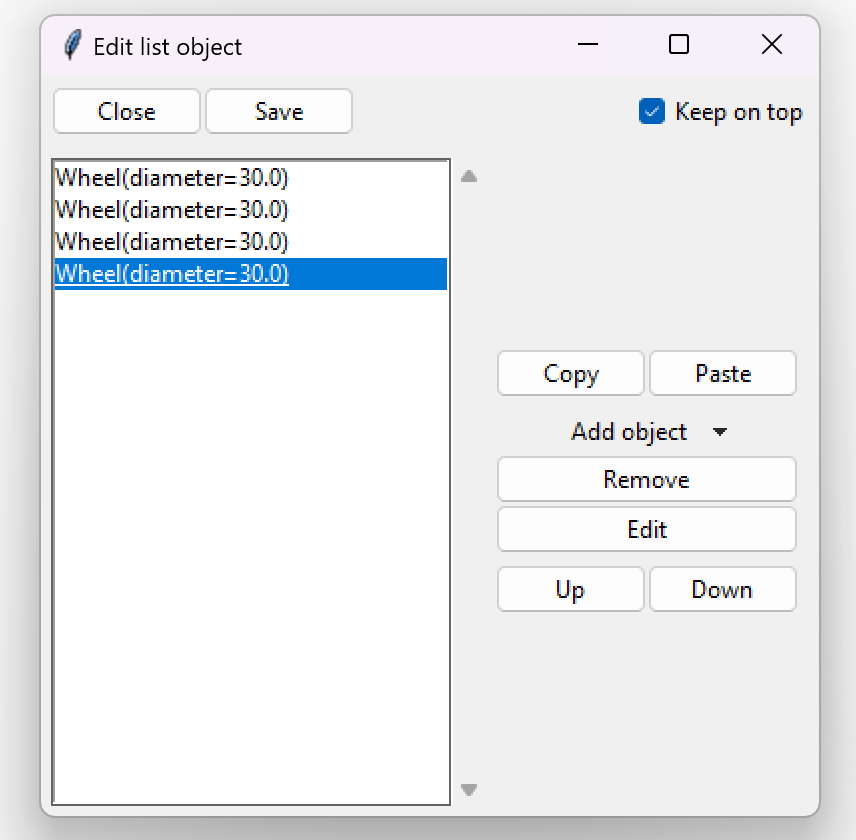 Edit list object
Close Save Keep on top
Wheel(diameter=30.0)
Wheel(diameter=30.0)
Wheel(diameter=30.0)
Wheel(diameter=30.0)
Copy Paste
Add object
Remove
Edit
Up Down